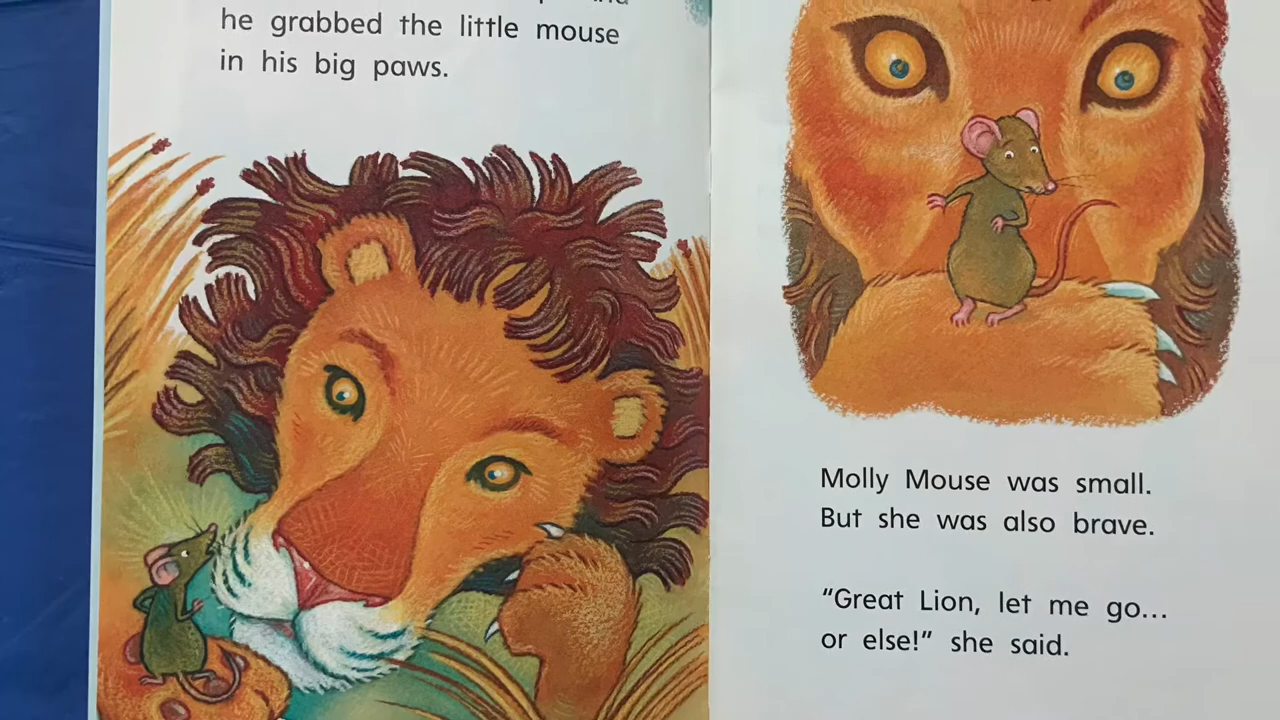 he grabbed the little mouse
in his big paws.
Molly Mouse was small.
But she was also brave.
"Great Lion, let me go...
or else!" she said.